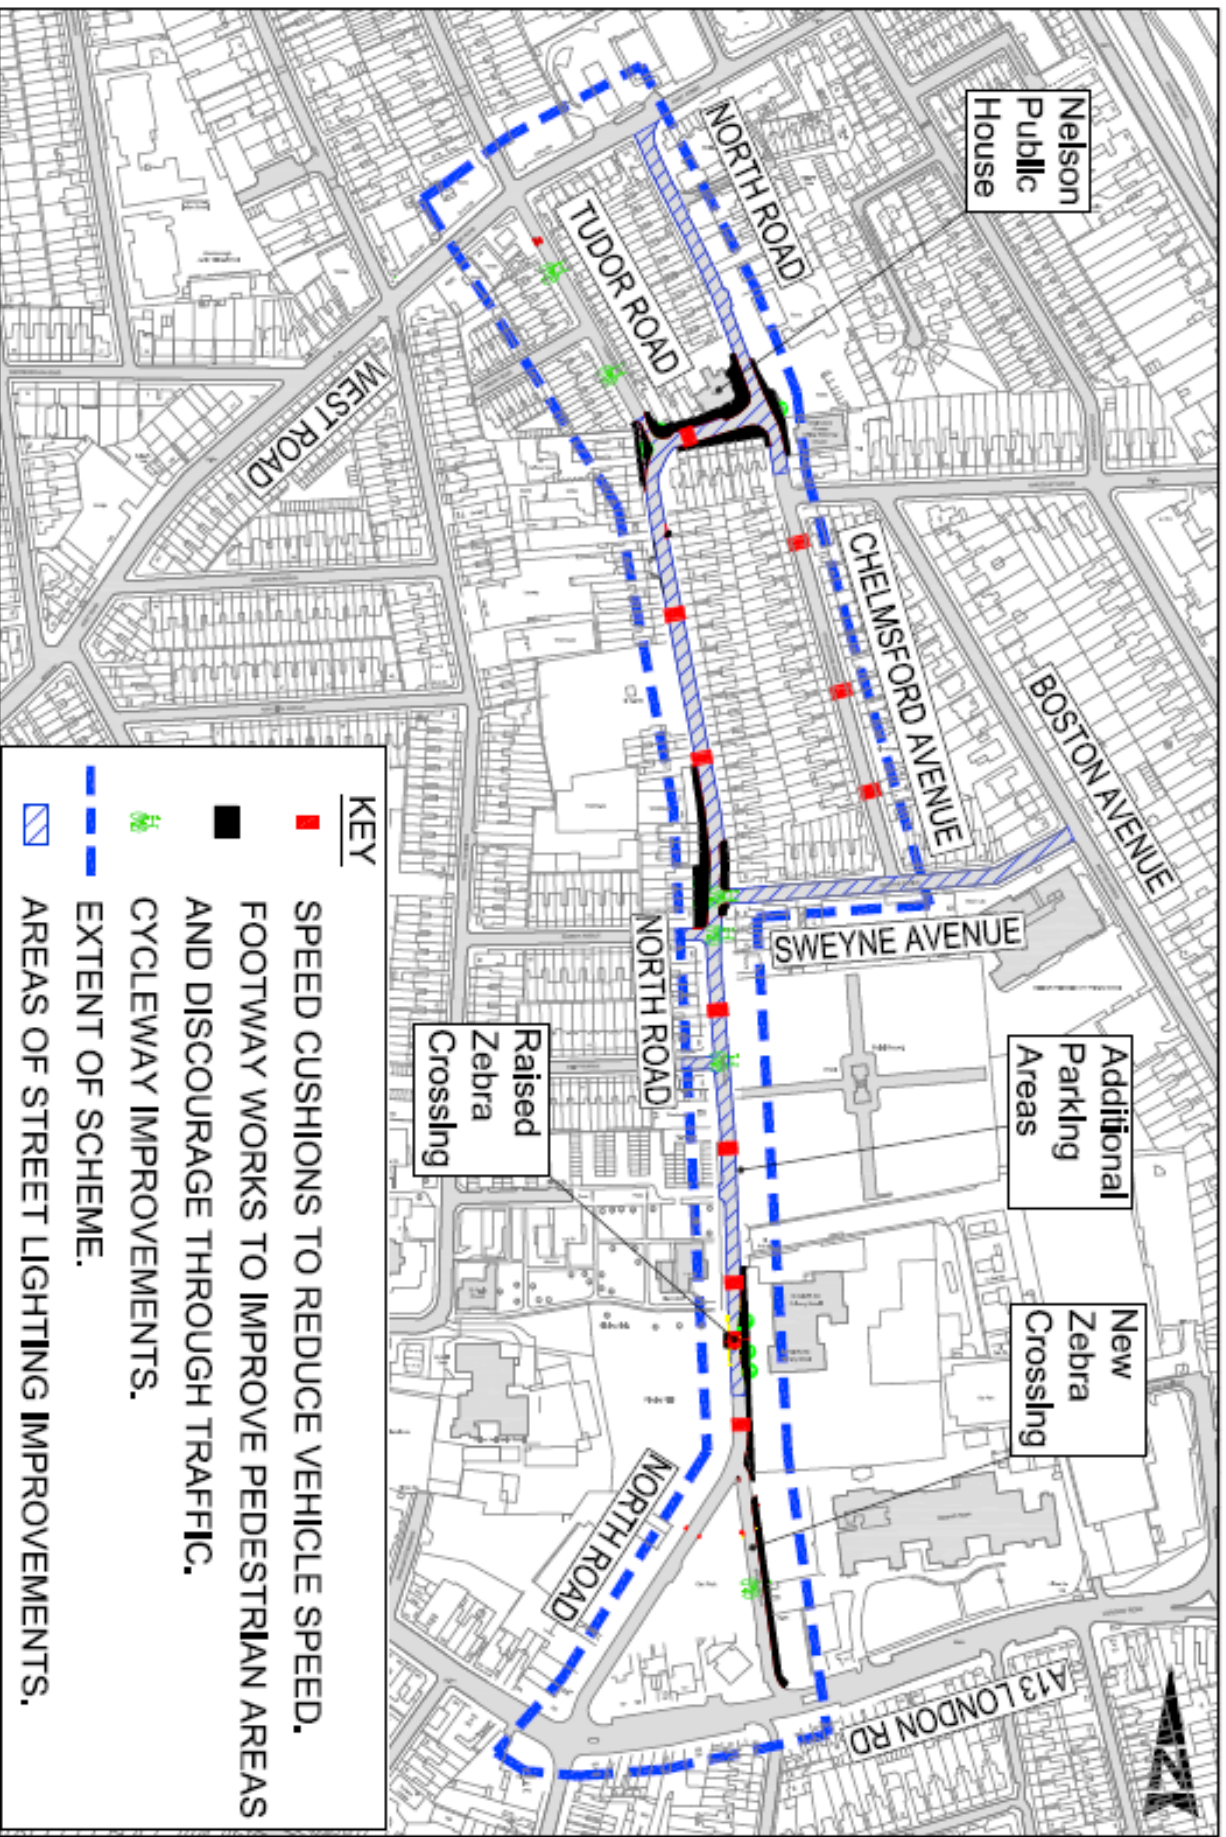 Nelson
Public
House
NORTH ROAD
TUDOR ROAD
WEST ROAD
CHELMSFORD AVENUE
BOSTON AVENUE
SWEYNE AVENUE
NORTH ROAD
Additional
Parking
Areas
Raised
Zebra
Crossing
New
Zebra
Crossing
NORTH ROAD
A13 LONDON RD
N
KEY
SPEED CUSHIONS TO REDUCE VEHICLE SPEED.
FOOTWAY WORKS TO IMPROVE PEDESTRIAN AREAS
AND DISCOURAGE THROUGH TRAFFIC.
CYCLEWAY IMPROVEMENTS.
EXTENT OF SCHEME.
AREAS OF STREET LIGHTING IMPROVEMENTS.